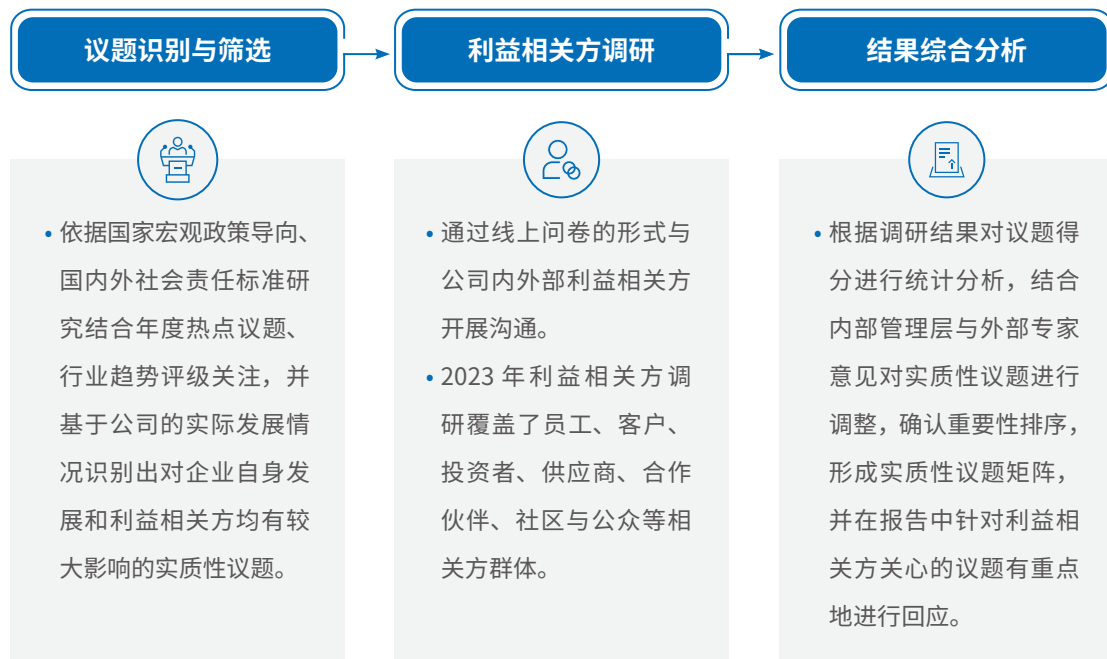 议题识别与筛选
利益相关方调研
结果综合分析
• 依据国家宏观政策导向、
国内外社会责任标准研
究结合年度热点议题、
行业趋势评级关注，并
基于公司的实际发展情
况识别出对企业自身发
展和利益相关方均有较
大影响的实质性议题。
• 通过线上问卷的形式与
公司内外部利益相关方
开展沟通。
• 2023 年利益相关方调
研覆盖了员工、客户、
投资者、供应商、合作
伙伴、社区与公众等相
关方群体。
• 根据调研结果对议题得
分进行统计分析，结合
内部管理层与外部专家
意见对实质性议题进行
调整，确认重要性排序，
形成实质性议题矩阵，
并在报告中针对利益相
关方关心的议题有重点
地进行回应。